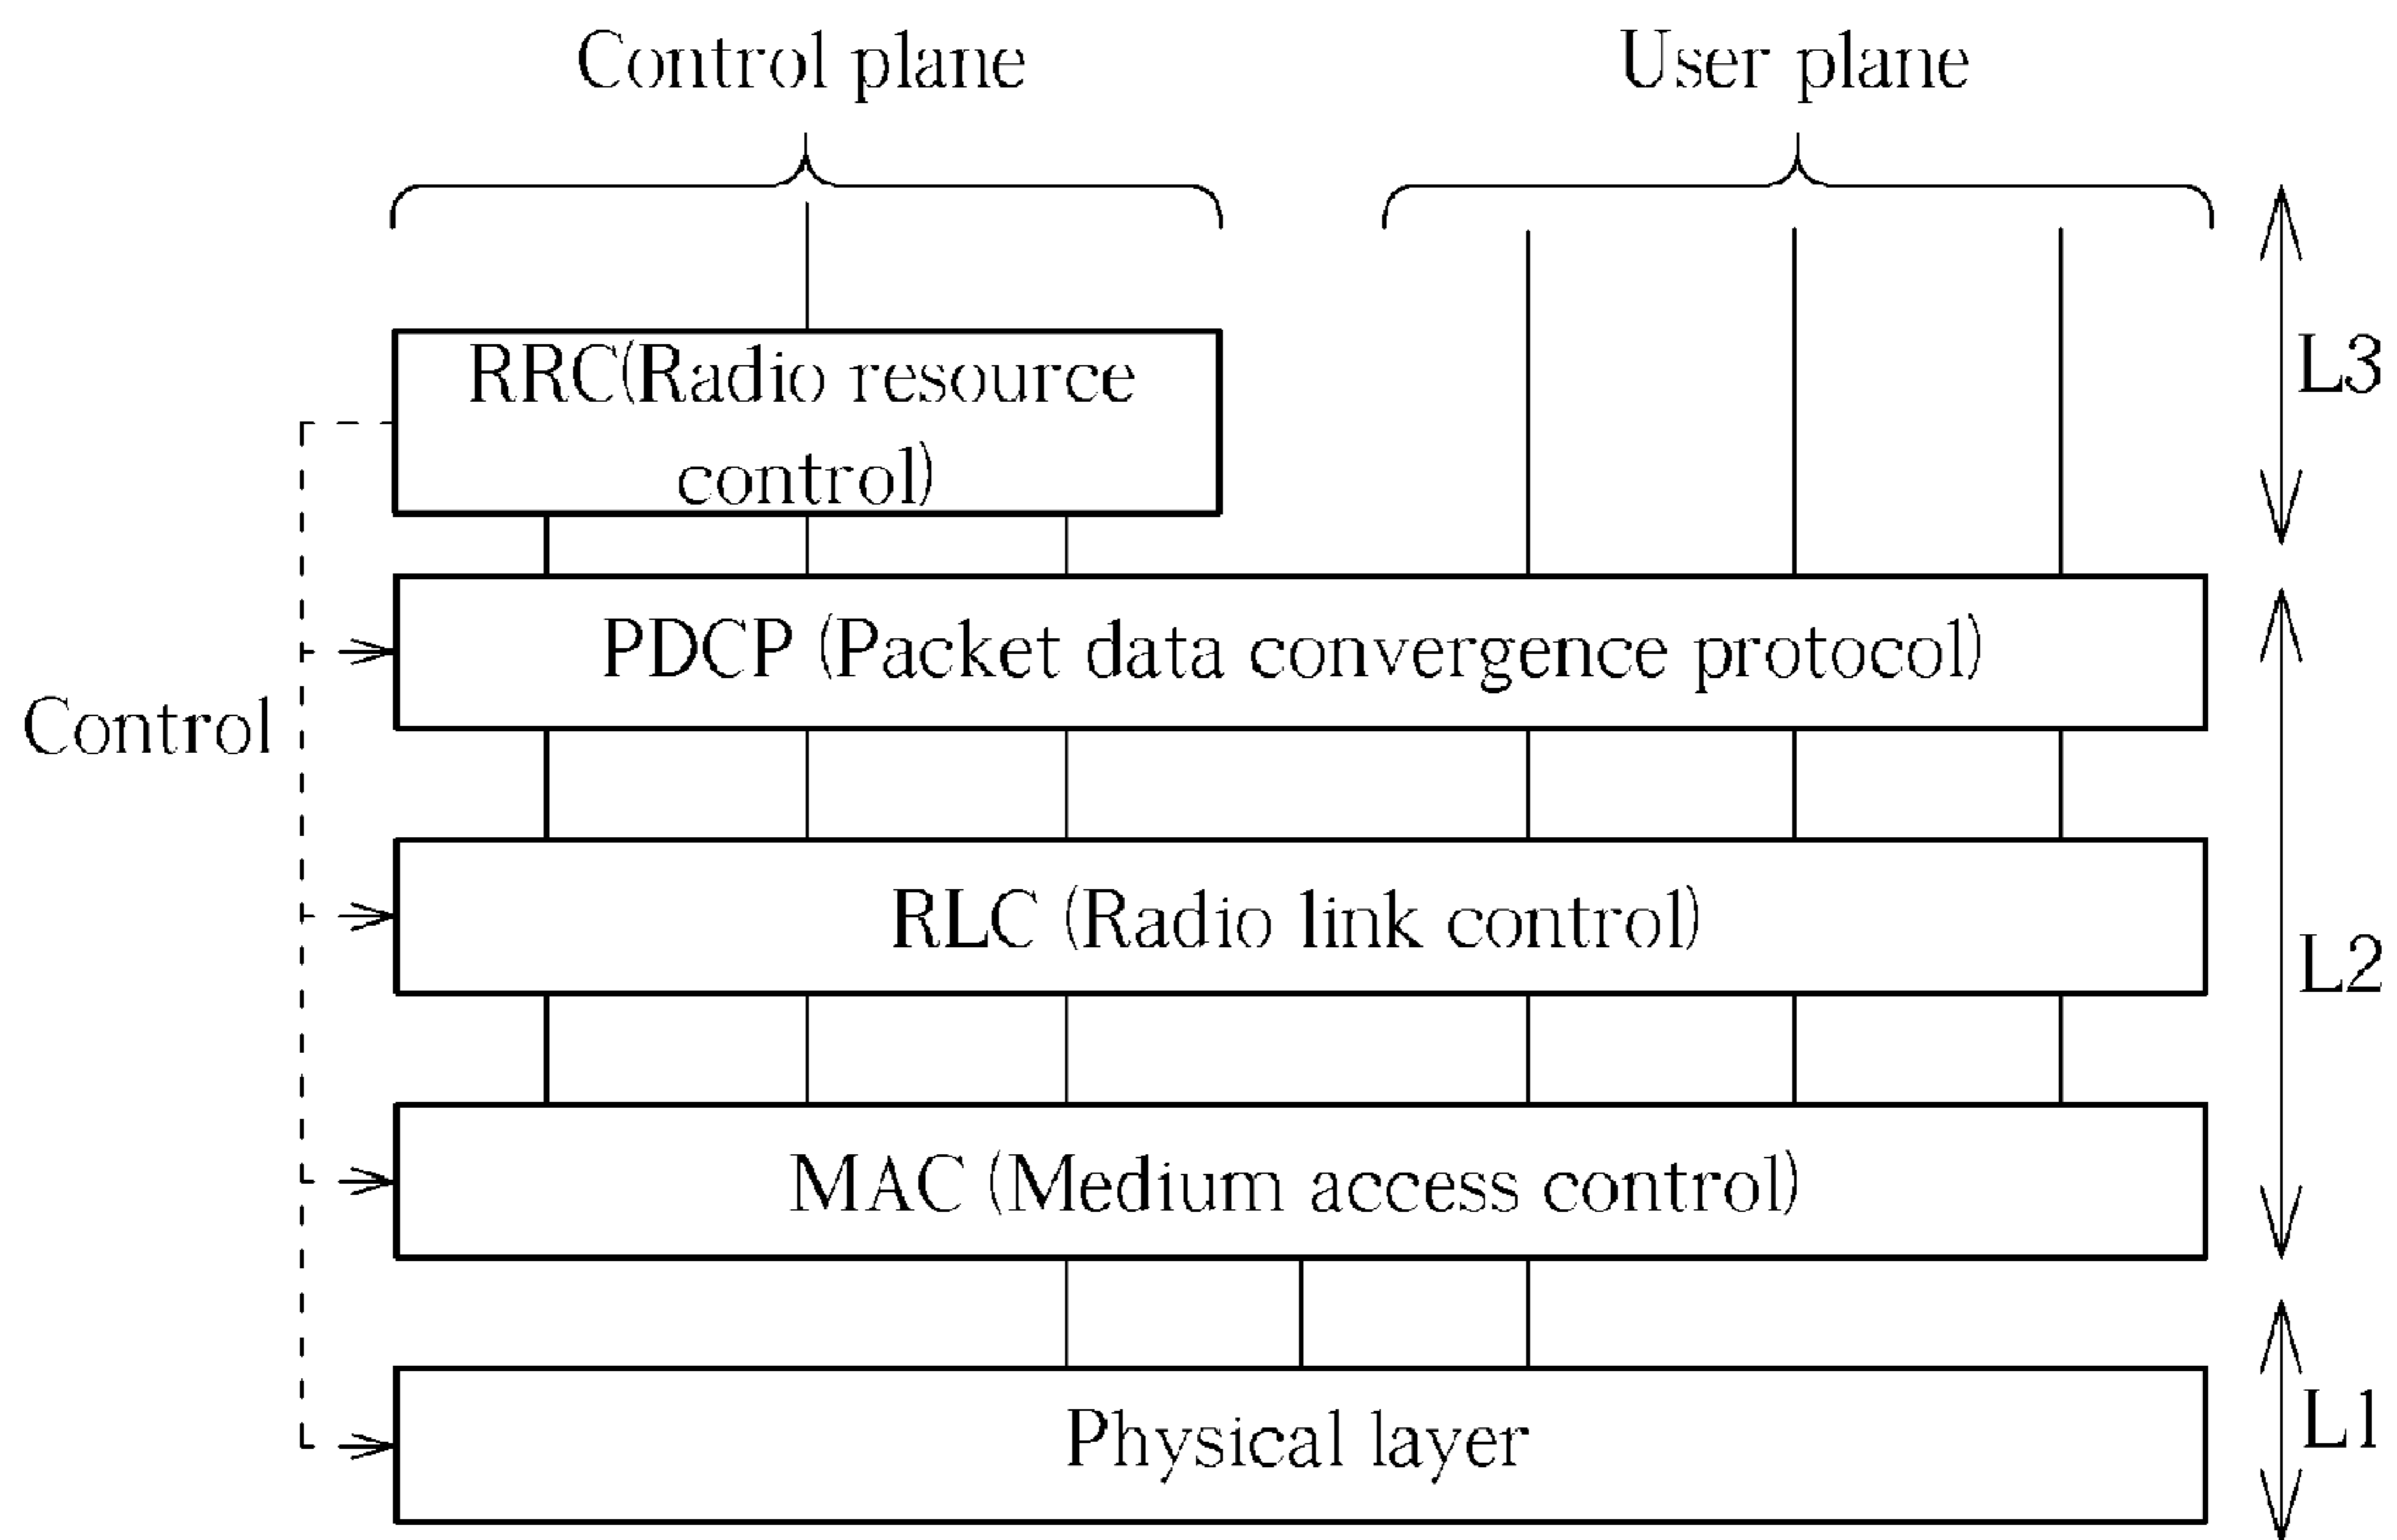 Control plane
User plane
RRC(Radio resource
control)
L3
PDCP (Packet data convergence protocol)
Control
RLC (Radio link control)
L2
MAC (Medium access control)
Physical layer
L1